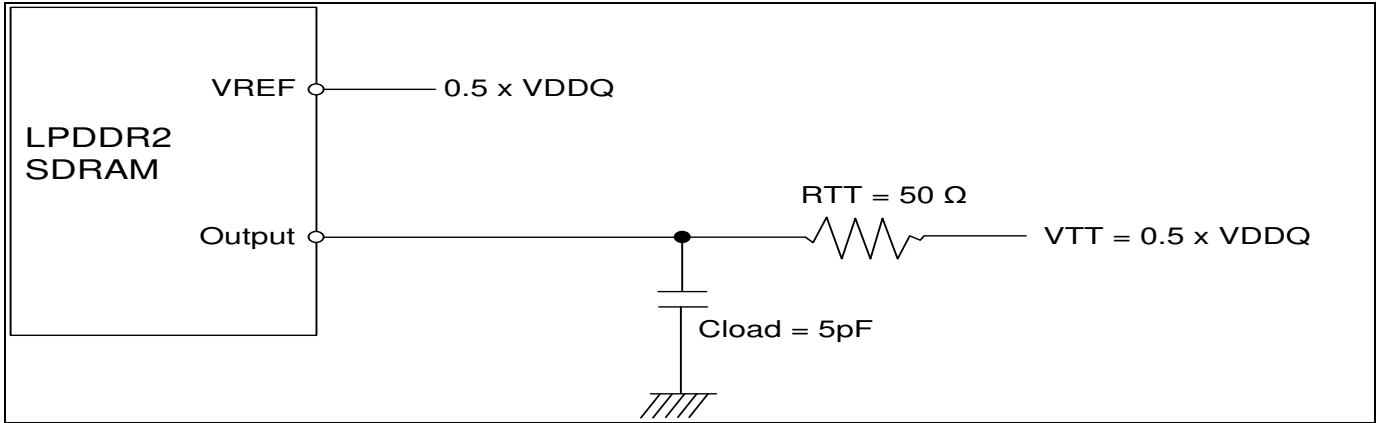 VREF
0.5 x VDDQ
LPDDR2
SDRAM
RTT = 50 Ω
Output
VTT = 0.5 x VDDQ
Cload = 5pF